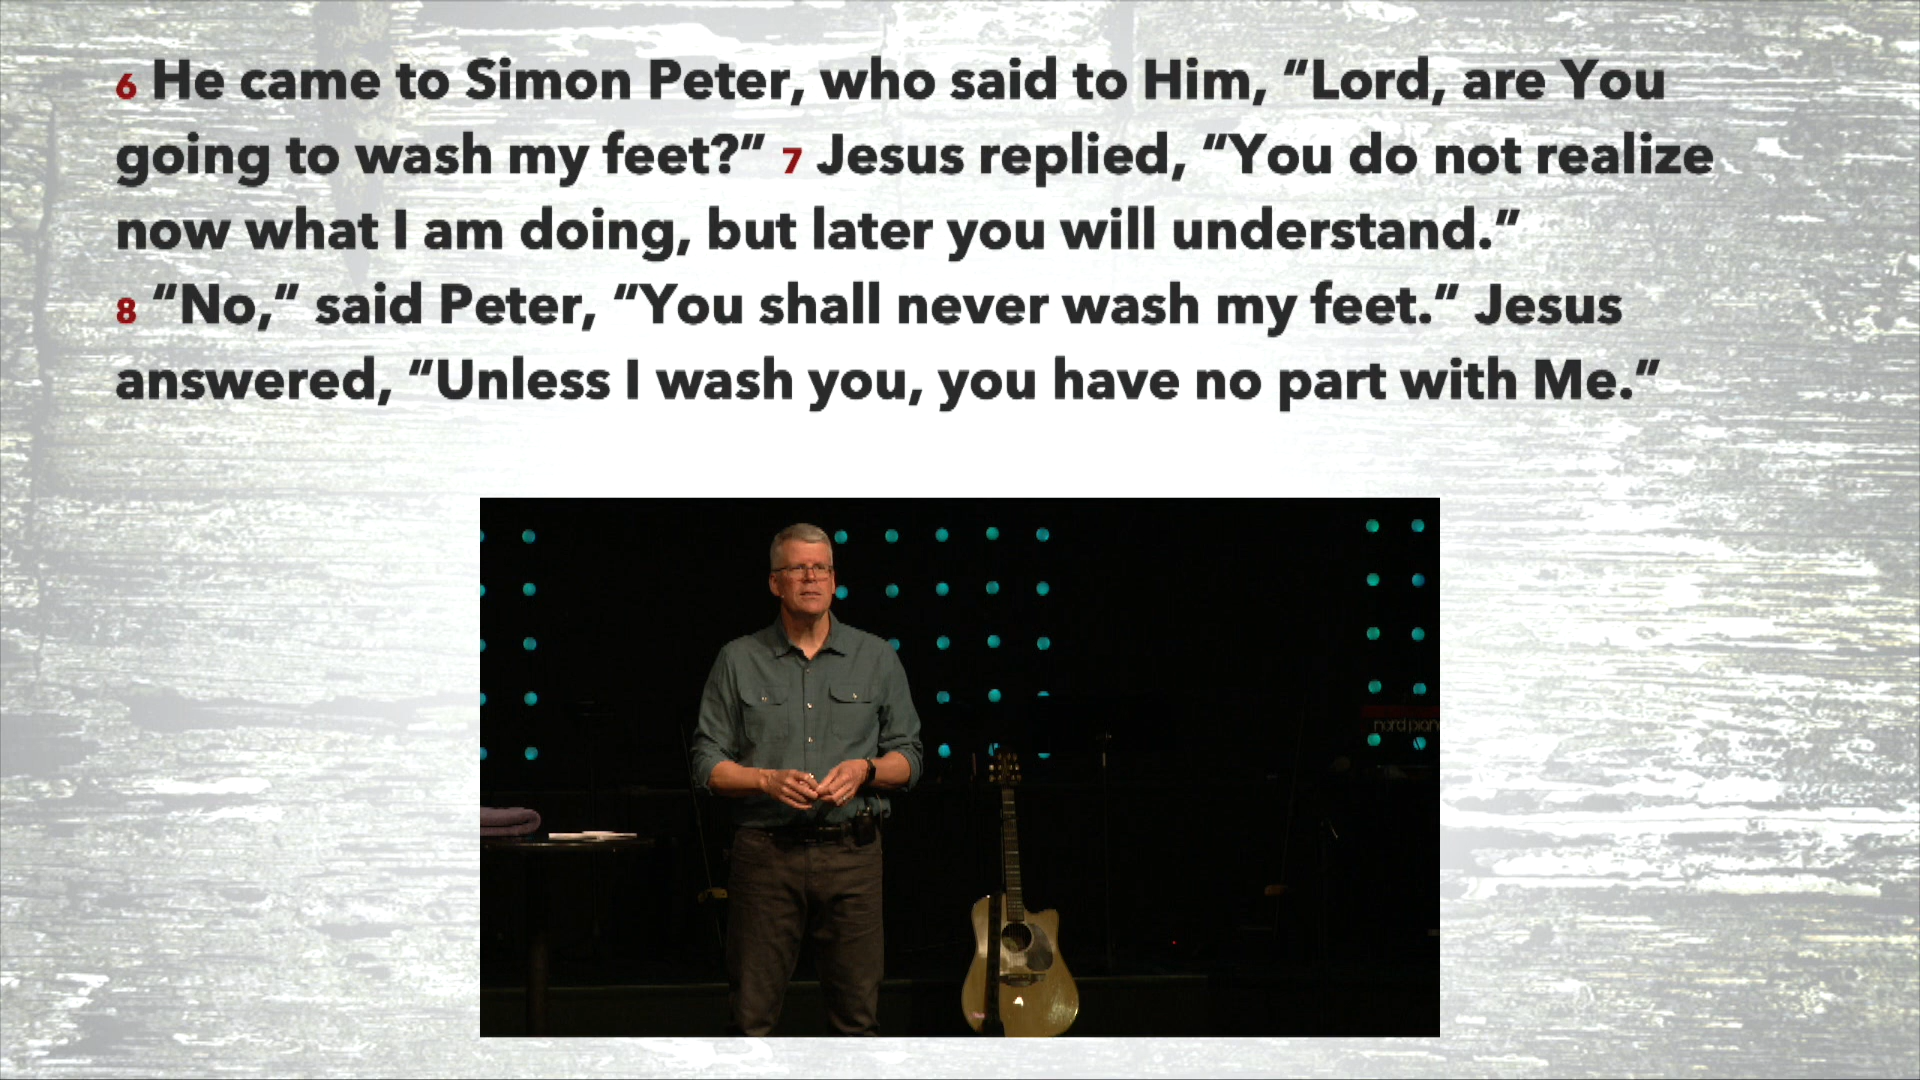 6 He came to Simon Peter, who said to Him, “Lord, are You
going to wash my feet?” 7 Jesus replied, “You do not realize
now what I am doing, but later you will understand.”
8 “No,” said Peter, “You shall never wash my feet.” Jesus
answered, “Unless I wash you, you have no part with Me.”
nord pian